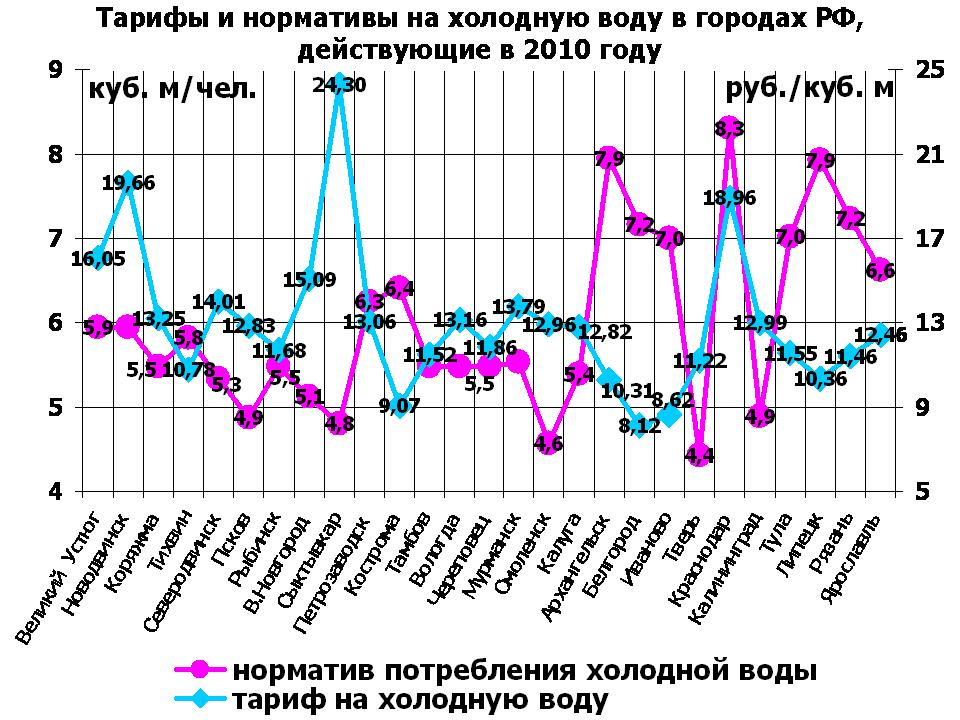 Тарифы и нормативы на холодную воду в городах РФ,
действующие в 2010 году
куб. м/чел.
руб./куб. м
9
8
7
6
5
4
25
21
17
13
9
5
16,05
19,66
13,25
10,78
14,01
12,83
11,68
15,09
24,30
13,06
9,07
11,52
13,16
11,86
13,79
12,96
12,82
10,31
8,12
8,62
11,22
18,96
12,99
11,55
10,36
11,46
12,46
5,9
5,5
5,8
5,3
4,9
5,5
5,1
4,8
6,3
6,4
5,5
4,6
5,4
7,9
7,2
7,0
4,4
8,3
4,9
7,0
7,9
7,2
6,6
Великий Устюг
Новодвинск
Коряжма
Тихвин
Северодвинск
Псков
Рыбинск
В.Новгород
Сыктывкар
Петрозаводск
Кострома
Тамбов
Вологда
Череповец
Мурманск
Смоленск
Калуга
Архангельск
Белгород
Иваново
Тверь
Краснодар
Калининград
Тула
Липецк
Рязань
Ярославль
норматив потребления холодной воды
тариф на холодную воду